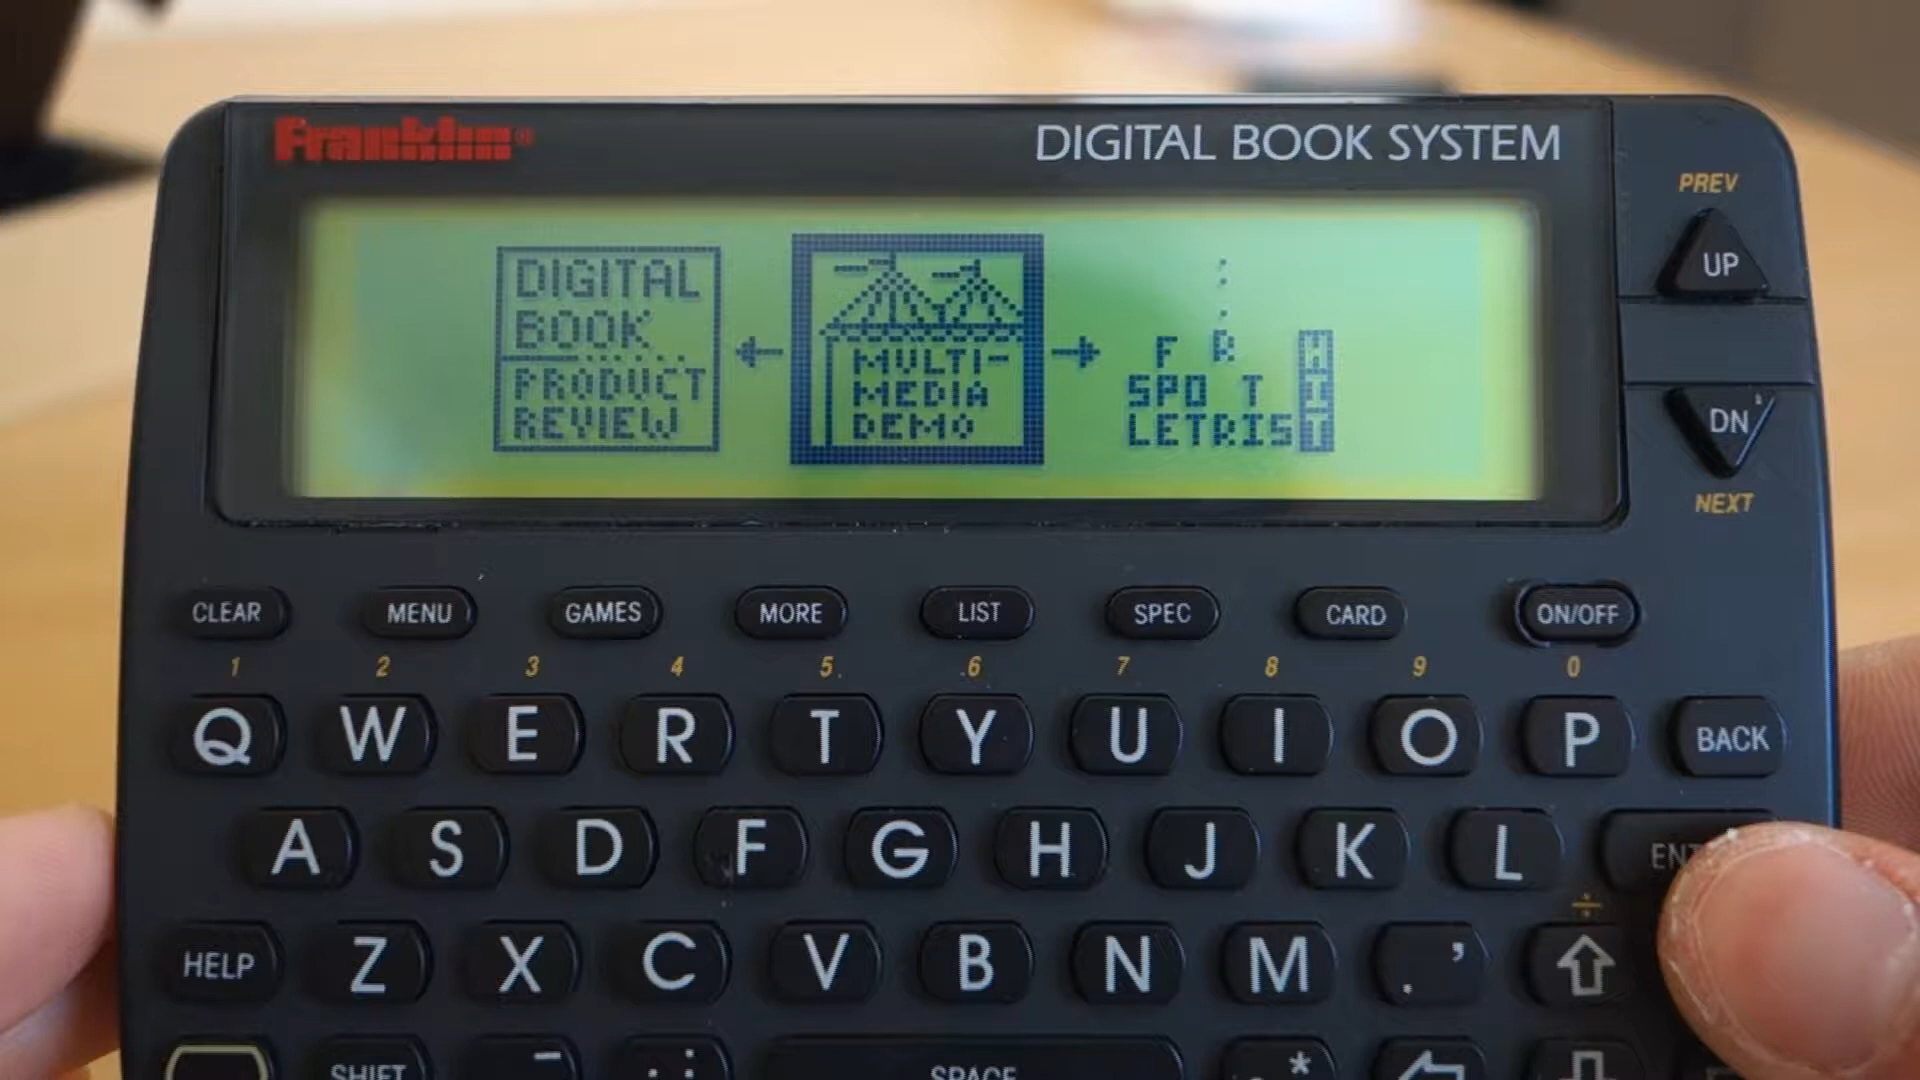 Franklin®
DIGITAL BOOK SYSTEM
PREV
UP
DN
NEXT
DIGITAL
BOOK
PRODUCT
REVIEW
MULTI-
MEDIA
DEMO
F R
SPO T
LETRIS
CLEAR MENU GAMES MORE LIST SPEC CARD ON/OFF
1 2 3 4 5 6 7 8 9 0
Q W E R T Y U I O P BACK
A S D F G H J K L
÷
HELP Z X C V B N M . ’
SHIFT - : SPACE *